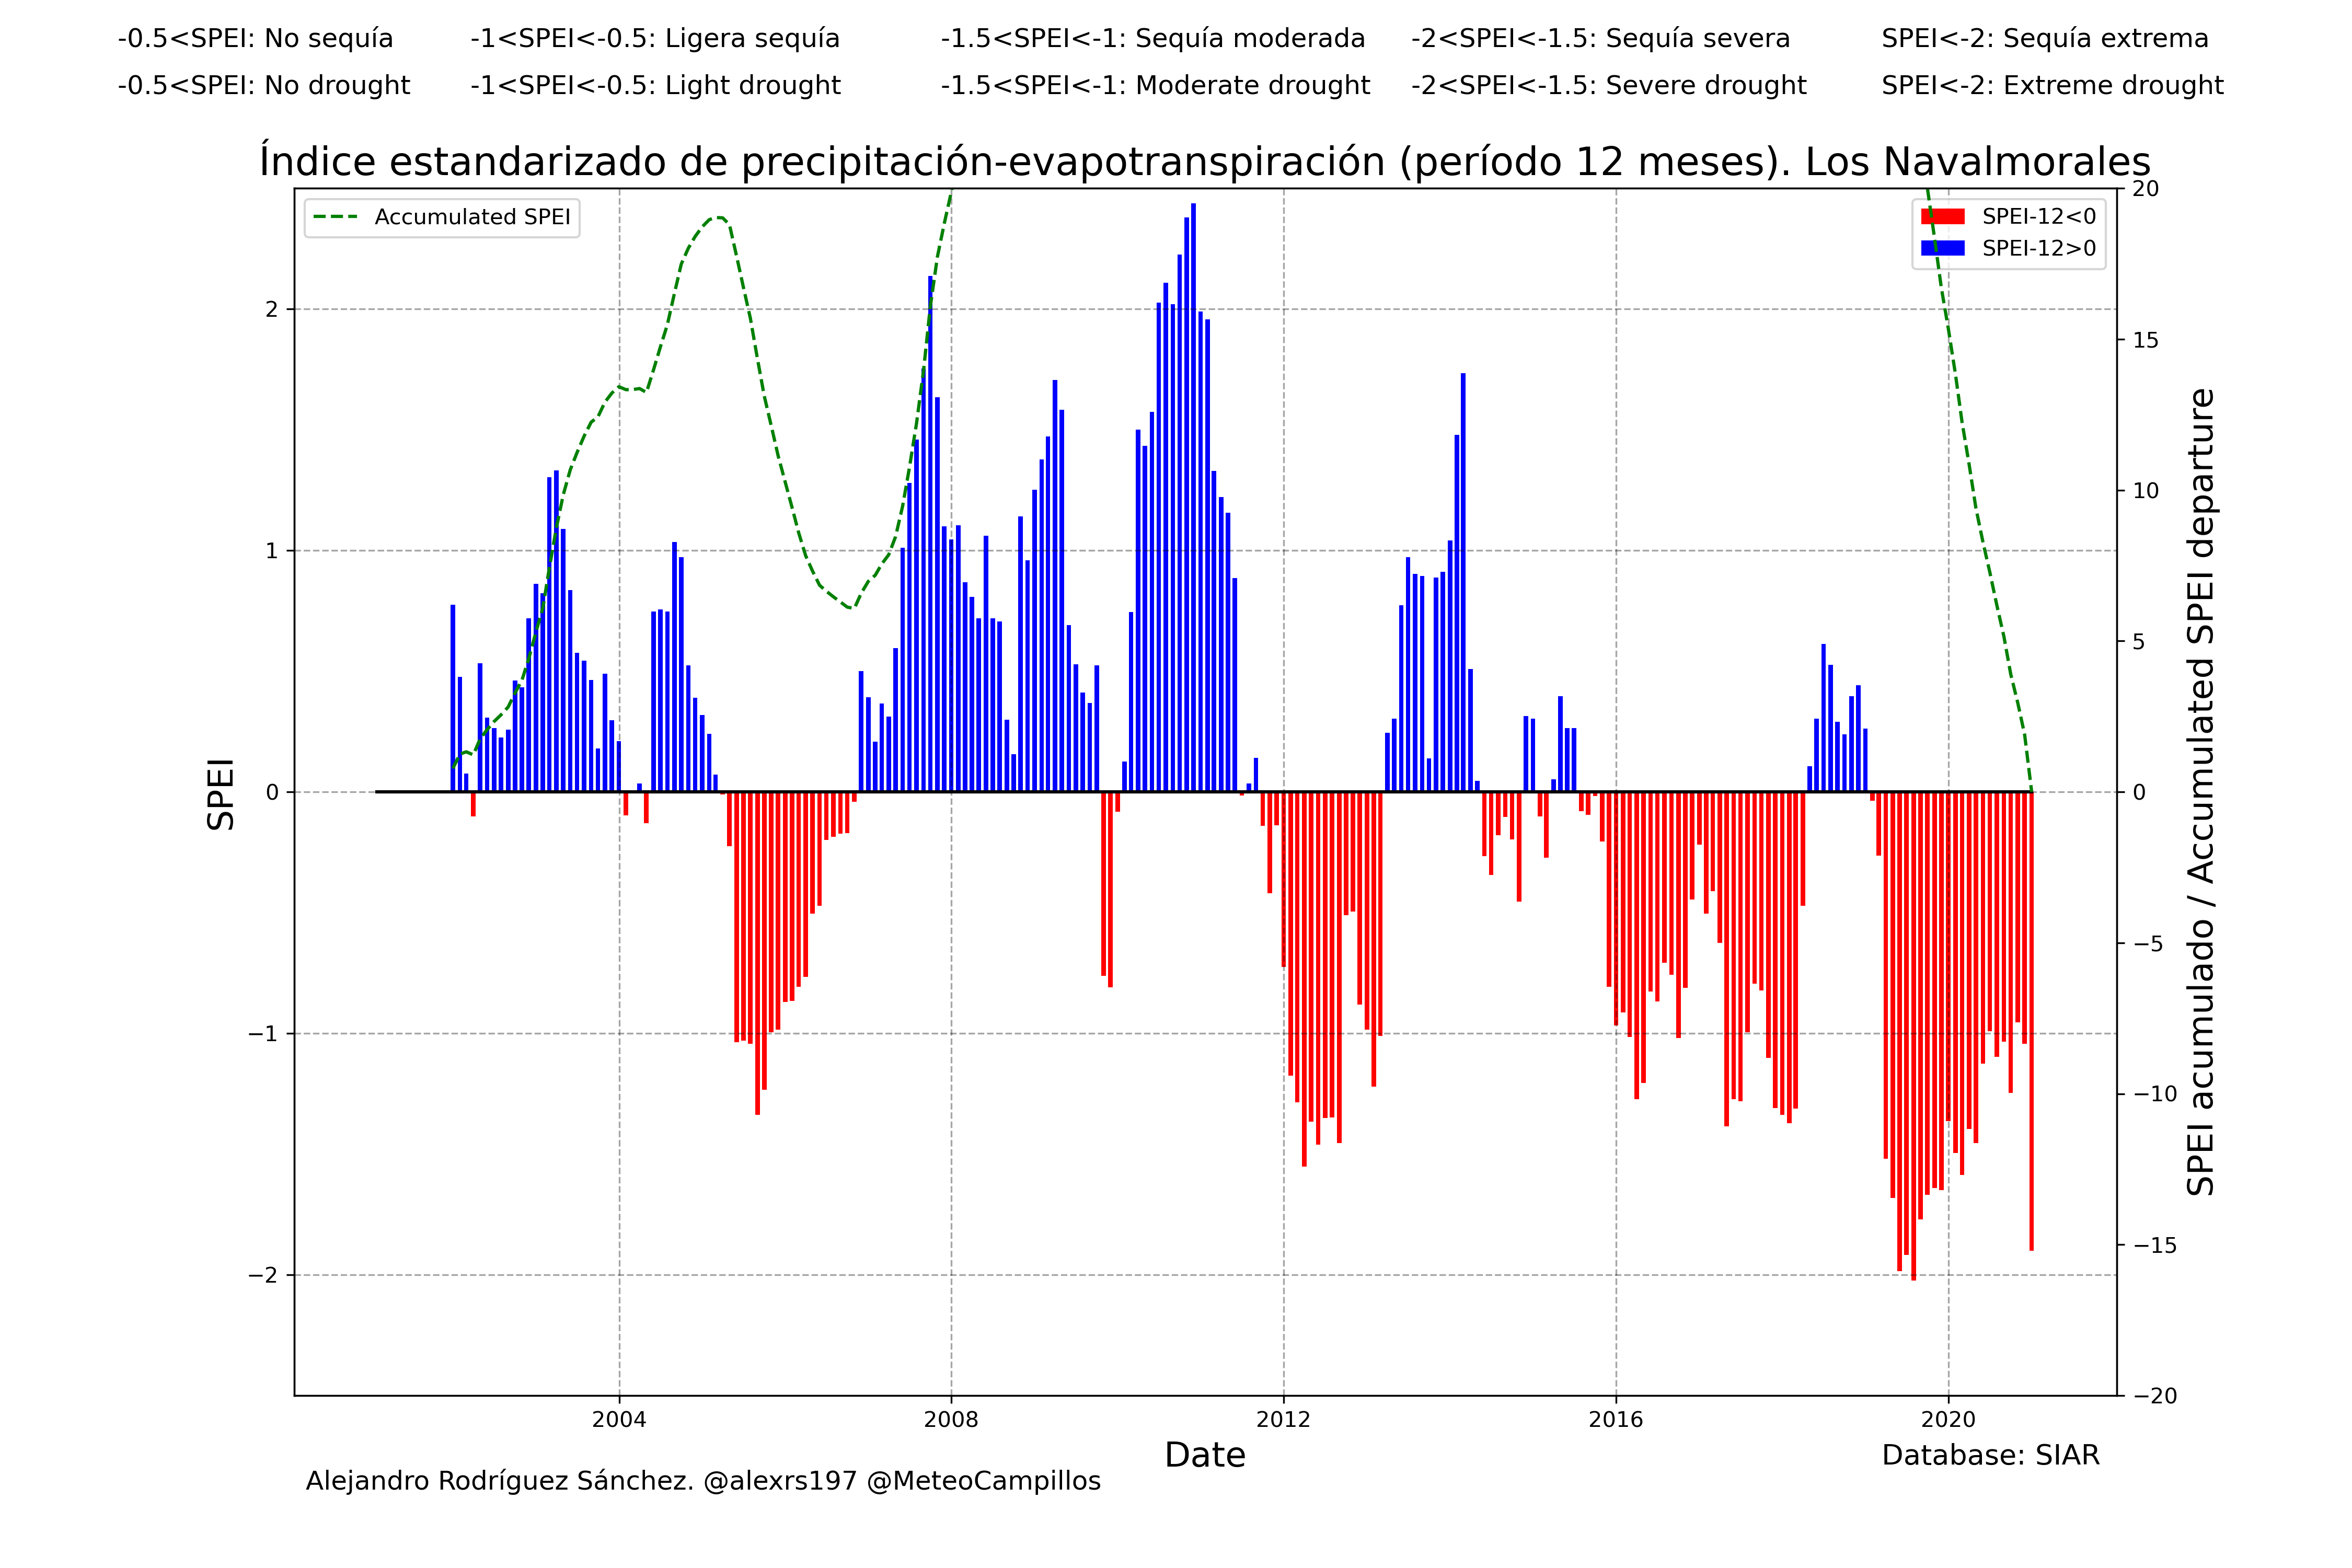 -0.5<SPEI: No sequía -1<SPEI<-0.5: Ligera sequía -1.5<SPEI<-1: Sequía moderada -2<SPEI<-1.5: Sequía severa SPEI<-2: Sequía extrema
-0.5<SPEI: No drought -1<SPEI<-0.5: Light drought -1.5<SPEI<-1: Moderate drought -2<SPEI<-1.5: Severe drought SPEI<-2: Extreme drought
Índice estandarizado de precipitación-evapotranspiración (período 12 meses). Los Navalmorales
Accumulated SPEI
SPEI-12<0
SPEI-12>0
SPEI
2
1
0
−1
−2
20
15
10
5
0
−5
−10
−15
−20
SPEI acumulado / Accumulated SPEI departure
2004 2008 2012 2016 2020
Date
Database: SIAR
Alejandro Rodríguez Sánchez. @alexrs197 @MeteoCampillos